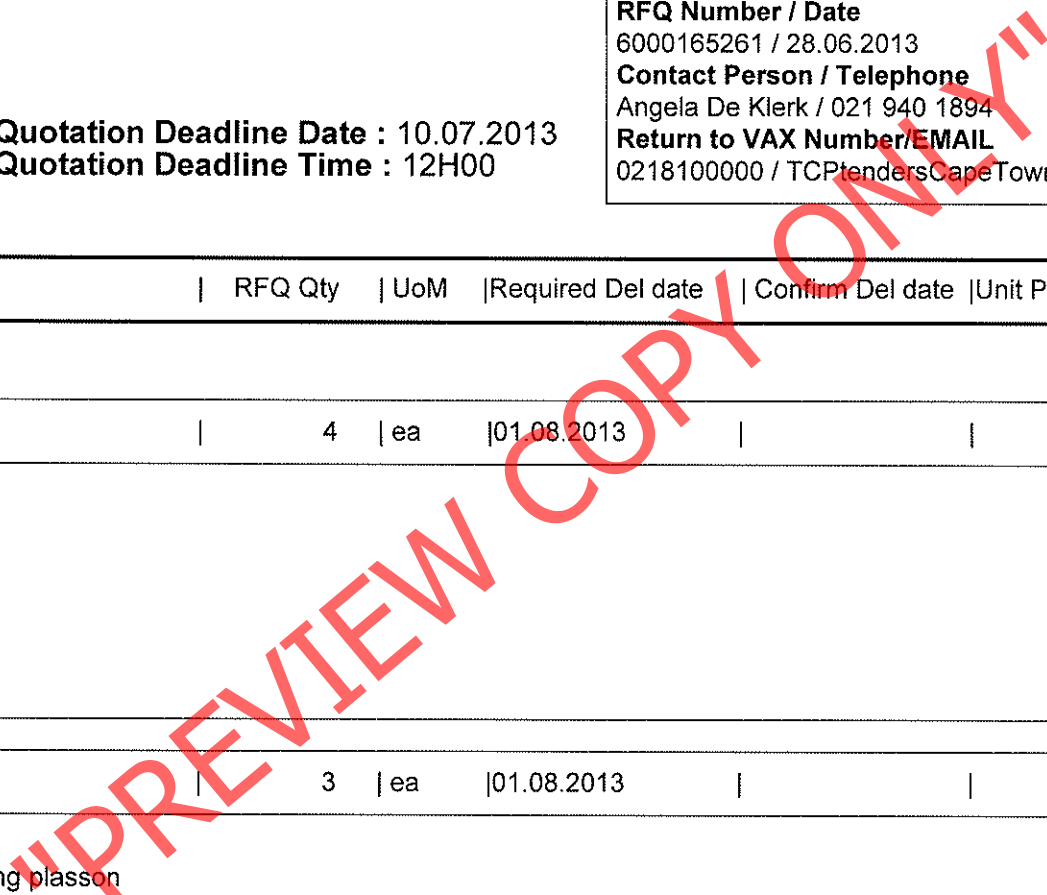 RFQ Number / Date
6000165261 / 28.06.2013
Contact Person / Telephone
Angela De Klerk / 021 940 1894
Return to VAX Number/EMAIL
0218100000 / TCPtendersCapeTow
Quotation Deadline Date : 10.07.2013
Quotation Deadline Time : 12H00
| RFQ Qty | UoM |Required Del date | Confirm Del date |Unit P
| 4 | ea |01.08.2013 | |
| 3 | ea |01.08.2013 | |
ng plasson
"PREVIEW COPY ONLY"